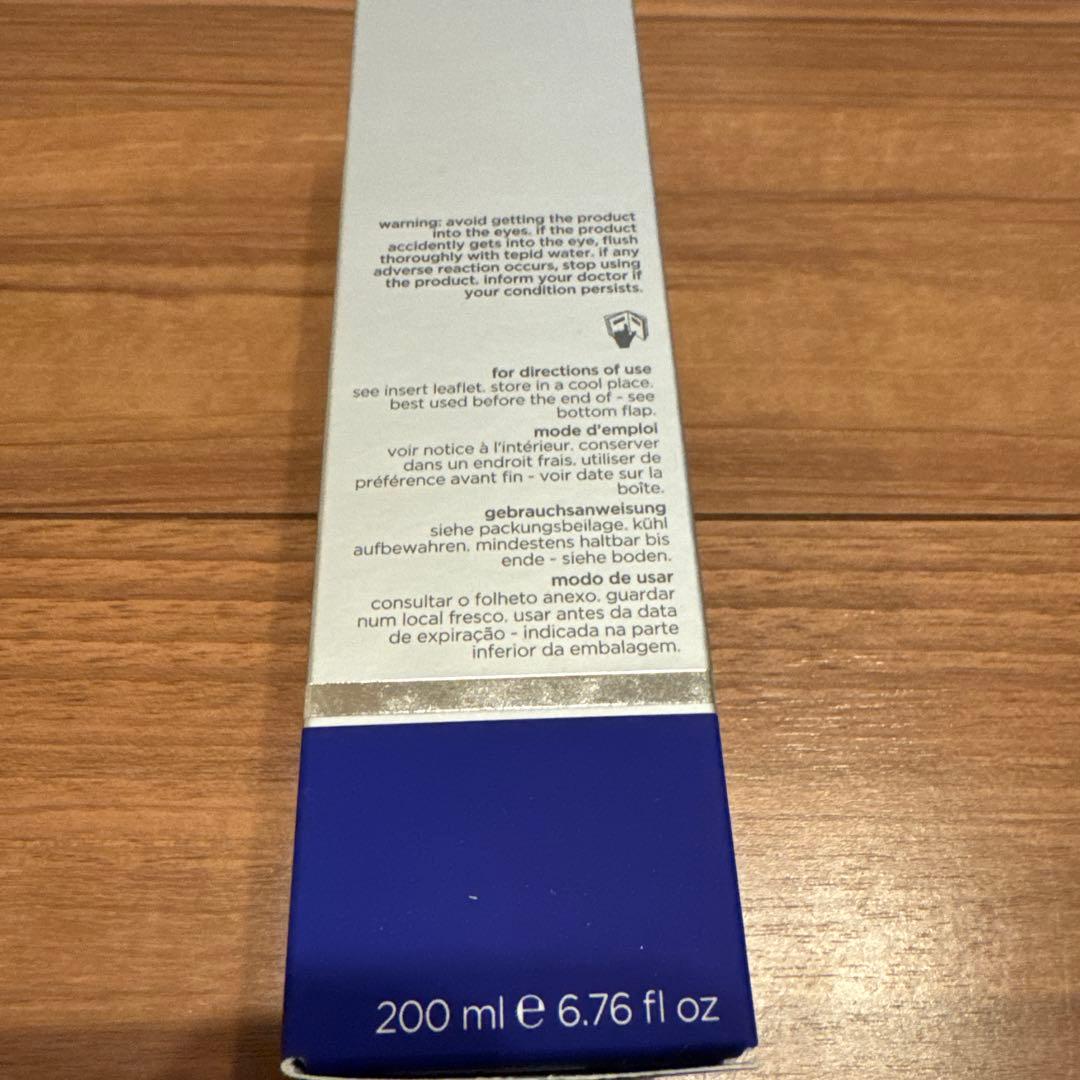 warning: avoid getting the product
into the eyes. if the product
accidently gets into the eye, flush
thoroughly with tepid water. if any
adverse reaction occurs, stop using
the product. inform your doctor if
your condition persists.
for directions of use
see insert leaflet. store in a cool place.
best used before the end of - see
bottom flap.
mode d'emploi
voir notice à l'intérieur. conserver
dans un endroit frais. utiliser de
préférence avant fin - voir date sur la
boîte.
gebrauchsanweisung
siehe packungsbeilage. kühl
aufbewahren. mindestens haltbar bis
ende - siehe boden.
modo de usar
consultar o folheto anexo. guardar
num local fresco. usar antes da data
de expiração - indicada na parte
inferior da embalagem.
200 ml e 6.76 fl oz